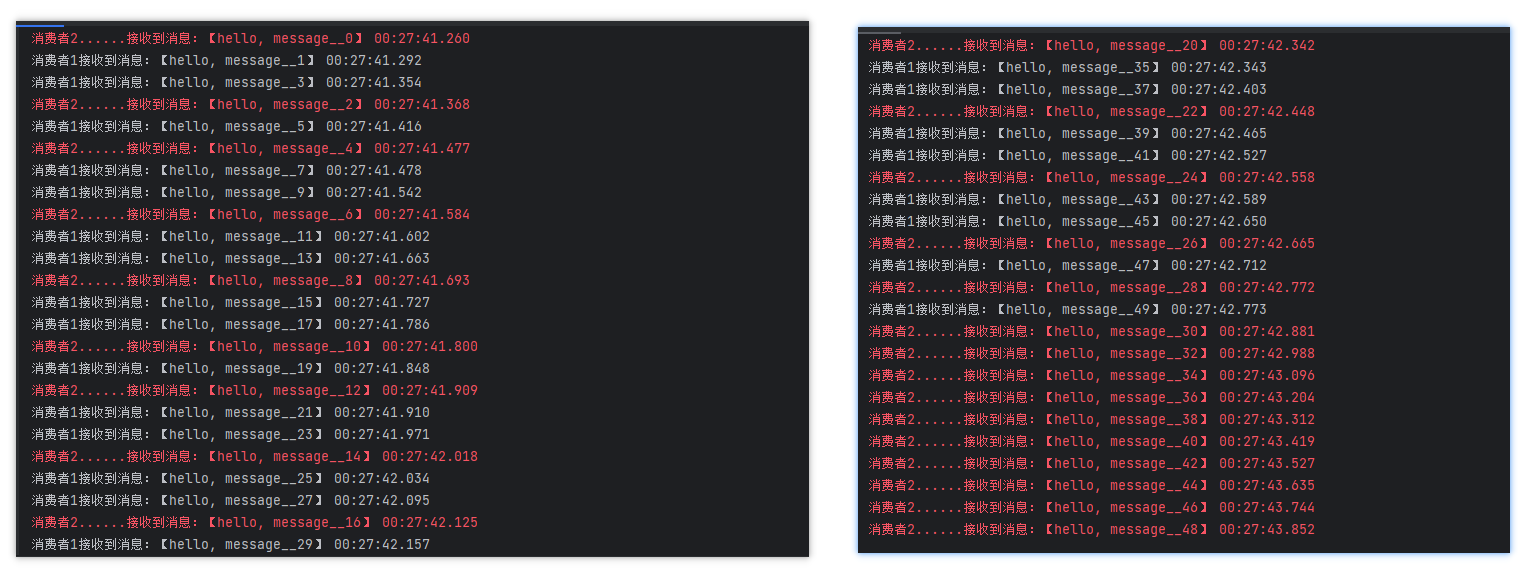 消费者2......接收到消息:【hello, message__0】 00:27:41.260
消费者1接收到消息:【hello, message__1】 00:27:41.292
消费者1接收到消息:【hello, message__3】 00:27:41.354
消费者2......接收到消息:【hello, message__2】 00:27:41.368
消费者1接收到消息:【hello, message__5】 00:27:41.416
消费者2......接收到消息:【hello, message__4】 00:27:41.477
消费者1接收到消息:【hello, message__7】 00:27:41.478
消费者1接收到消息:【hello, message__9】 00:27:41.542
消费者2......接收到消息:【hello, message__6】 00:27:41.584
消费者1接收到消息:【hello, message__11】 00:27:41.602
消费者1接收到消息:【hello, message__13】 00:27:41.663
消费者2......接收到消息:【hello, message__8】 00:27:41.693
消费者1接收到消息:【hello, message__15】 00:27:41.727
消费者1接收到消息:【hello, message__17】 00:27:41.786
消费者2......接收到消息:【hello, message__10】 00:27:41.800
消费者1接收到消息:【hello, message__19】 00:27:41.848
消费者2......接收到消息:【hello, message__12】 00:27:41.909
消费者1接收到消息:【hello, message__21】 00:27:41.910
消费者1接收到消息:【hello, message__23】 00:27:41.971
消费者2......接收到消息:【hello, message__14】 00:27:42.018
消费者1接收到消息:【hello, message__25】 00:27:42.034
消费者1接收到消息:【hello, message__27】 00:27:42.095
消费者2......接收到消息:【hello, message__16】 00:27:42.125
消费者1接收到消息:【hello, message__29】 00:27:42.157
消费者2......接收到消息:【hello, message__20】 00:27:42.342
消费者1接收到消息:【hello, message__35】 00:27:42.343
消费者1接收到消息:【hello, message__37】 00:27:42.403
消费者2......接收到消息:【hello, message__22】 00:27:42.448
消费者1接收到消息:【hello, message__39】 00:27:42.465
消费者1接收到消息:【hello, message__41】 00:27:42.527
消费者2......接收到消息:【hello, message__24】 00:27:42.558
消费者1接收到消息:【hello, message__43】 00:27:42.589
消费者1接收到消息:【hello, message__45】 00:27:42.650
消费者2......接收到消息:【hello, message__26】 00:27:42.665
消费者1接收到消息:【hello, message__47】 00:27:42.712
消费者2......接收到消息:【hello, message__28】 00:27:42.772
消费者1接收到消息:【hello, message__49】 00:27:42.773
消费者2......接收到消息:【hello, message__30】 00:27:42.881
消费者2......接收到消息:【hello, message__32】 00:27:42.988
消费者2......接收到消息:【hello, message__34】 00:27:43.096
消费者2......接收到消息:【hello, message__36】 00:27:43.204
消费者2......接收到消息:【hello, message__38】 00:27:43.312
消费者2......接收到消息:【hello, message__40】 00:27:43.419
消费者2......接收到消息:【hello, message__42】 00:27:43.527
消费者2......接收到消息:【hello, message__44】 00:27:43.635
消费者2......接收到消息:【hello, message__46】 00:27:43.744
消费者2......接收到消息:【hello, message__48】 00:27:43.852